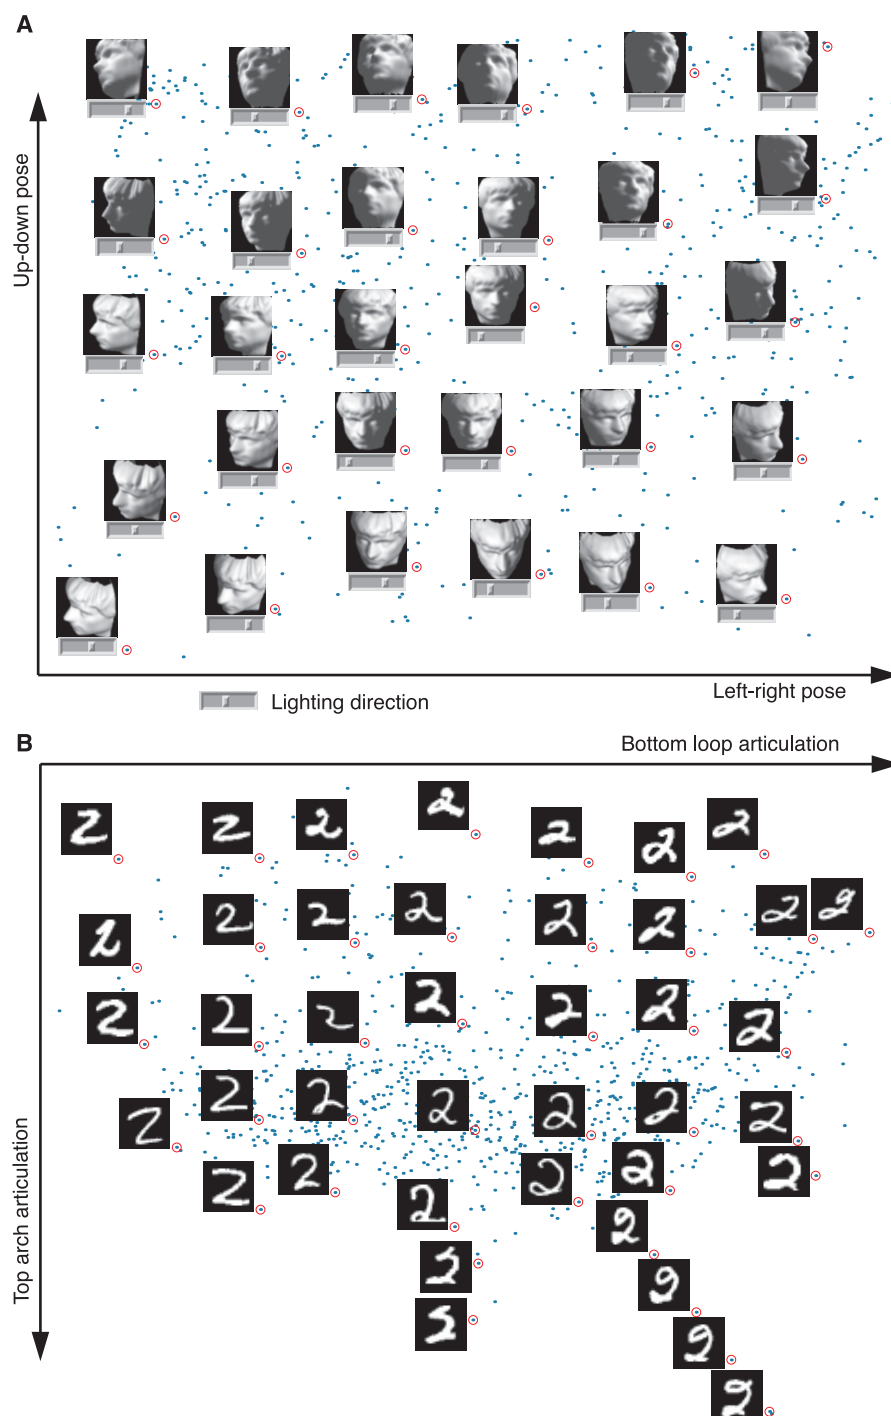 A
Up-down pose
Left-right pose
Lighting direction
B
Bottom loop articulation
Top arch articulation